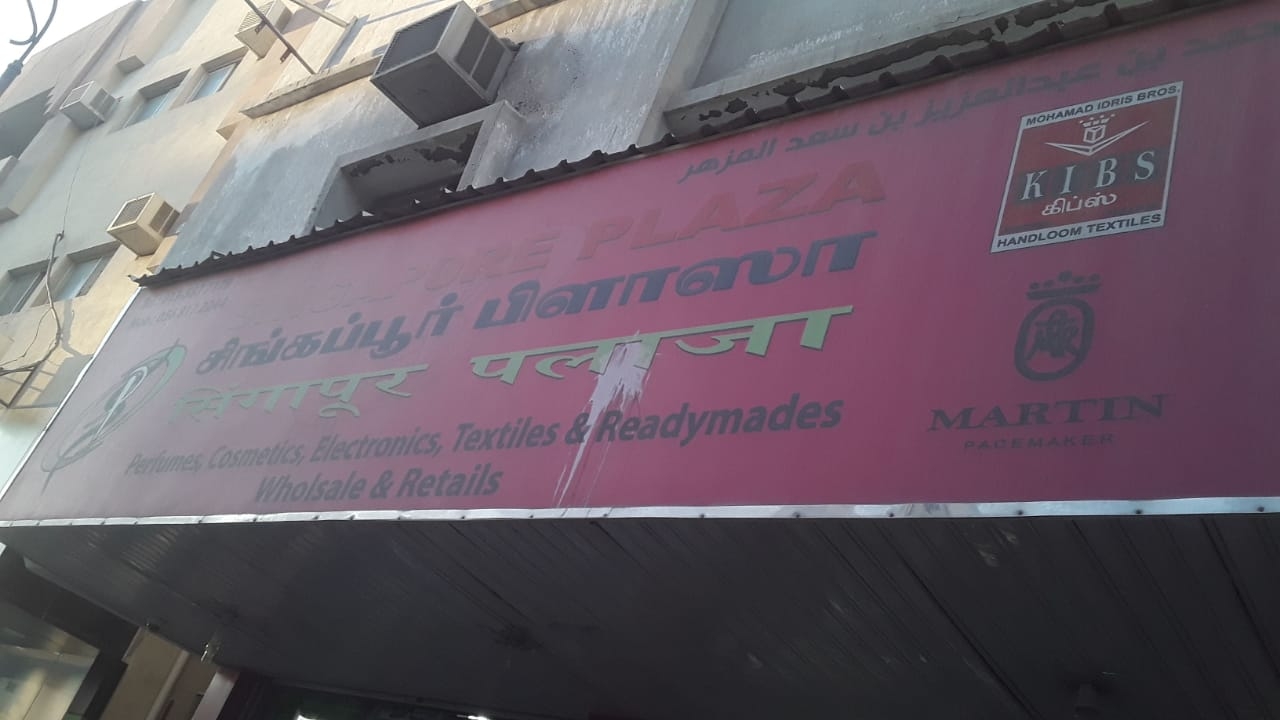 بن عبدالعزيز بن سعد المزهر
SINGAPORE PLAZA
சிங்கப்பூர் பிளாஸா
सिंगापूर पलाजा
Perfumes, Cosmetics, Electronics, Textiles & Readymades
Wholsale & Retails
MOHAMAD IDRIS BROS.
KIBS
கிப்ஸ்
HANDLOOM TEXTILES
MARTIN
PACEMAKER